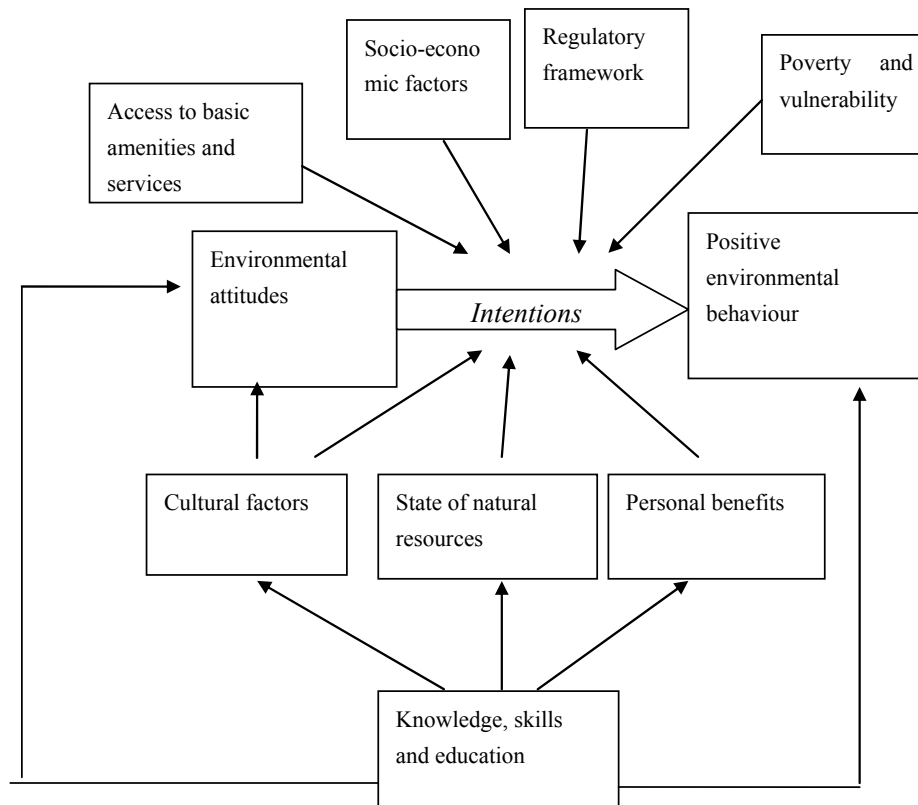 Socio-econo
mic factors
Regulatory
framework
Poverty and
vulnerability
Access to basic
amenities and
services
Environmental
attitudes
Intentions
Positive
environmental
behaviour
Cultural factors
State of natural
resources
Personal benefits
Knowledge, skills
and education